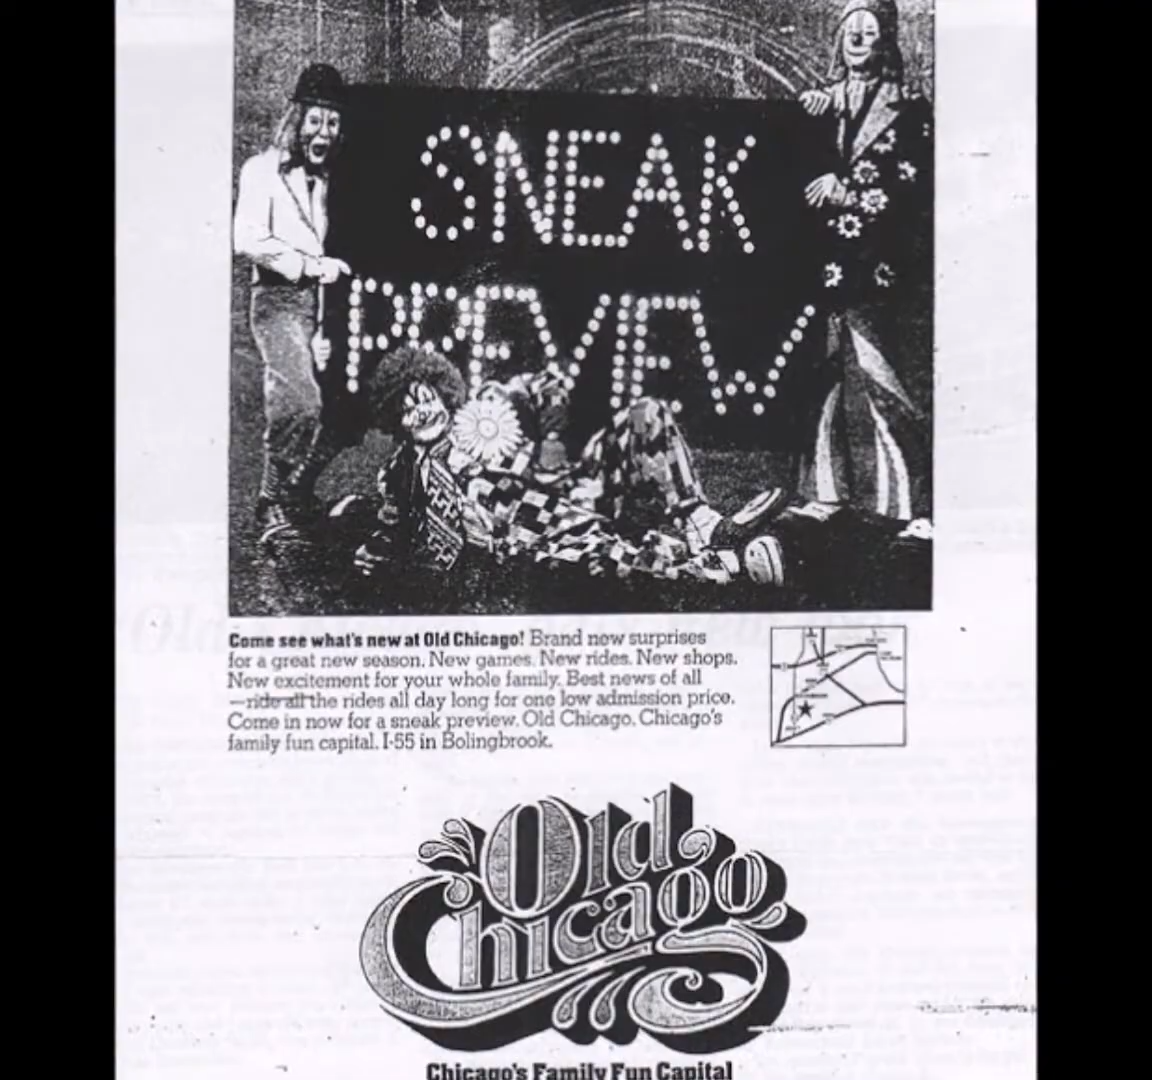 SNEAK
PREVIEW
Come see what's new at Old Chicago! Brand new surprises
for a great new season. New games. New rides. New shops.
New excitement for your whole family. Best news of all
—ride all the rides all day long for one low admission price.
Come in now for a sneak preview. Old Chicago. Chicago's
family fun capital. I-55 in Bolingbrook.
Old
Chicago
Chicago's Family Fun Capital